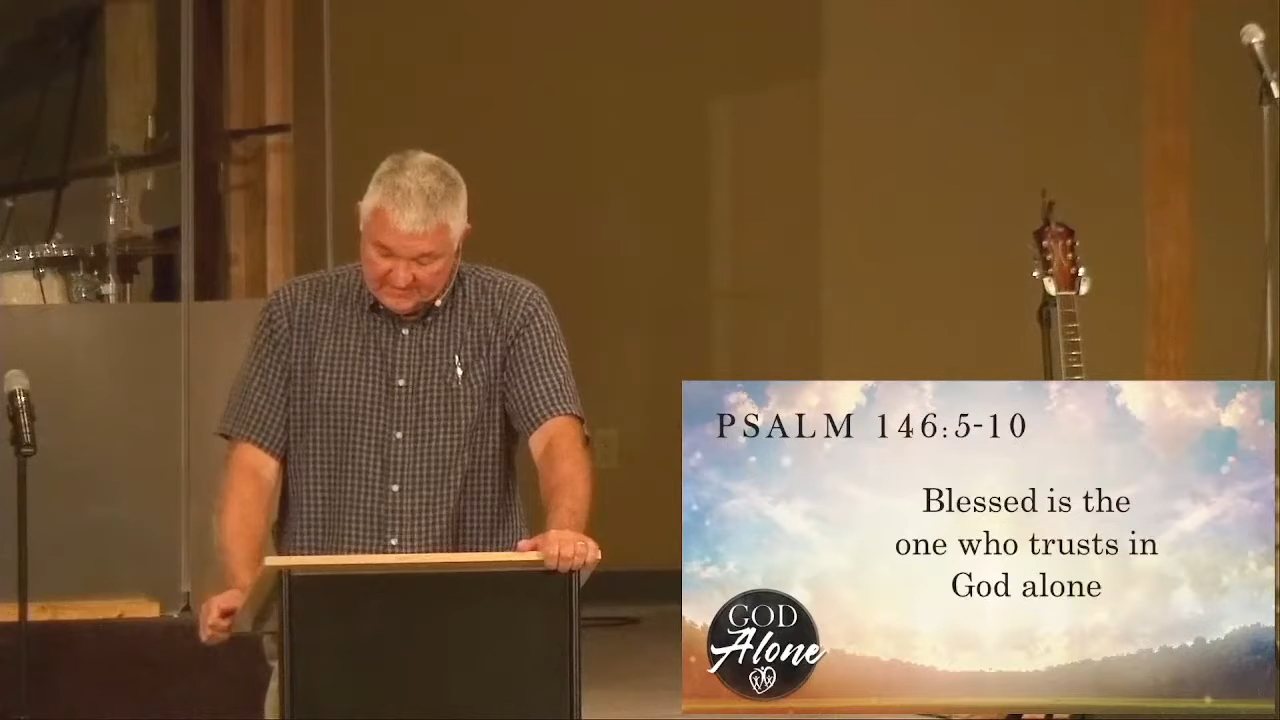 PSALM 146:5-10
Blessed is the
one who trusts in
God alone
GOD
Alone